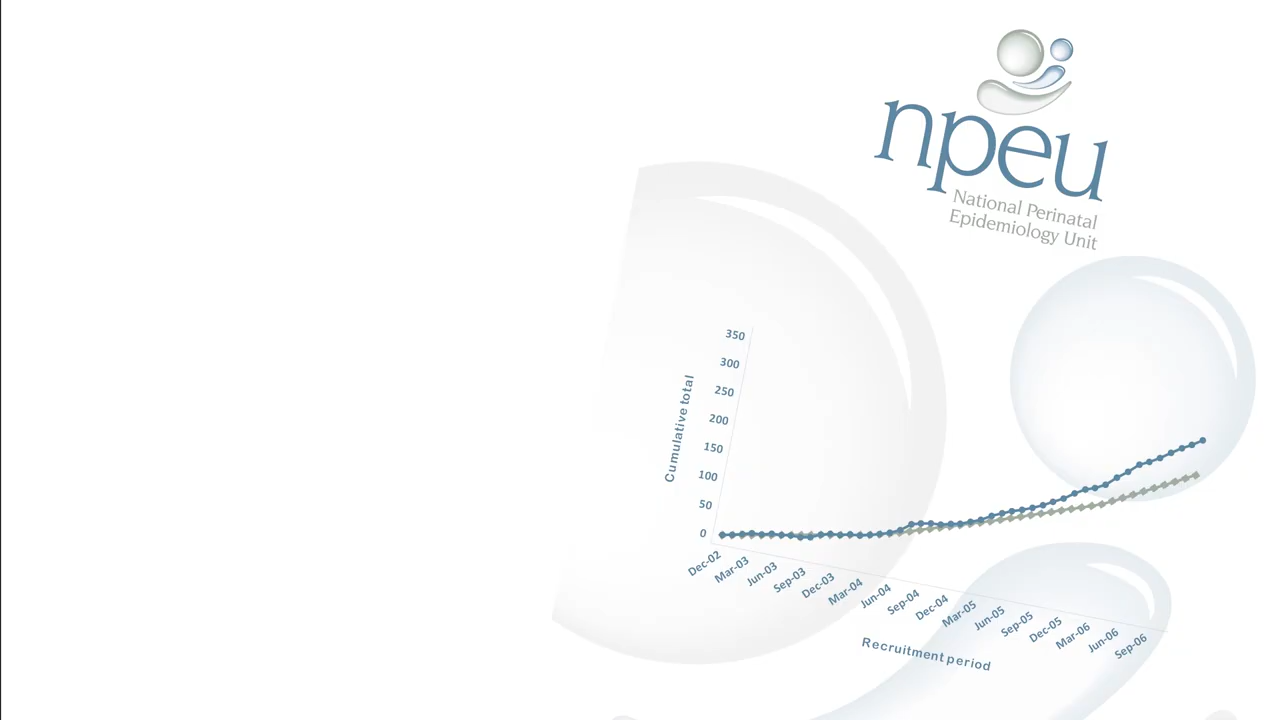 npeu
National Perinatal
Epidemiology Unit
Cumulative total
350
300
250
200
150
100
50
0
Dec-02
Mar-03
Jun-03
Sep-03
Dec-03
Mar-04
Jun-04
Sep-04
Dec-04
Mar-05
Jun-05
Sep-05
Dec-05
Mar-06
Jun-06
Sep-06
Recruitment period